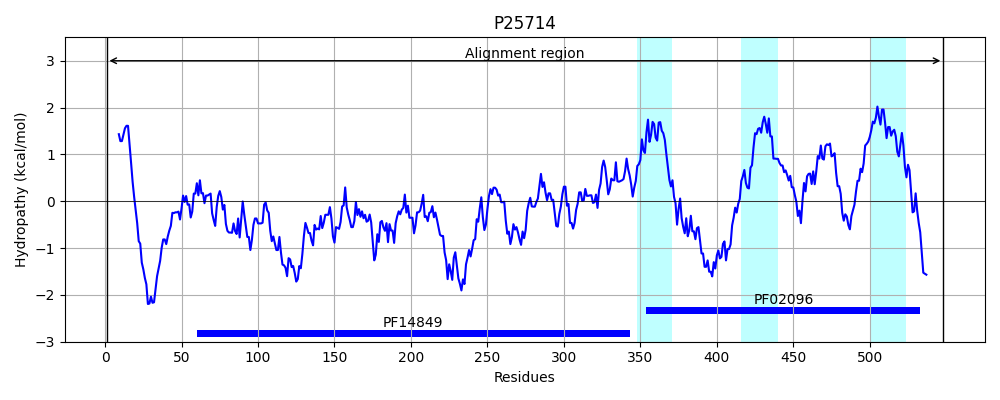 P25714
Alignment region
3
2
1
0
−1
−2
−3
Hydropathy (kcal/mol)
PF02096
PF14849
0 50 100 150 200 250 300 350 400 450 500
Residues